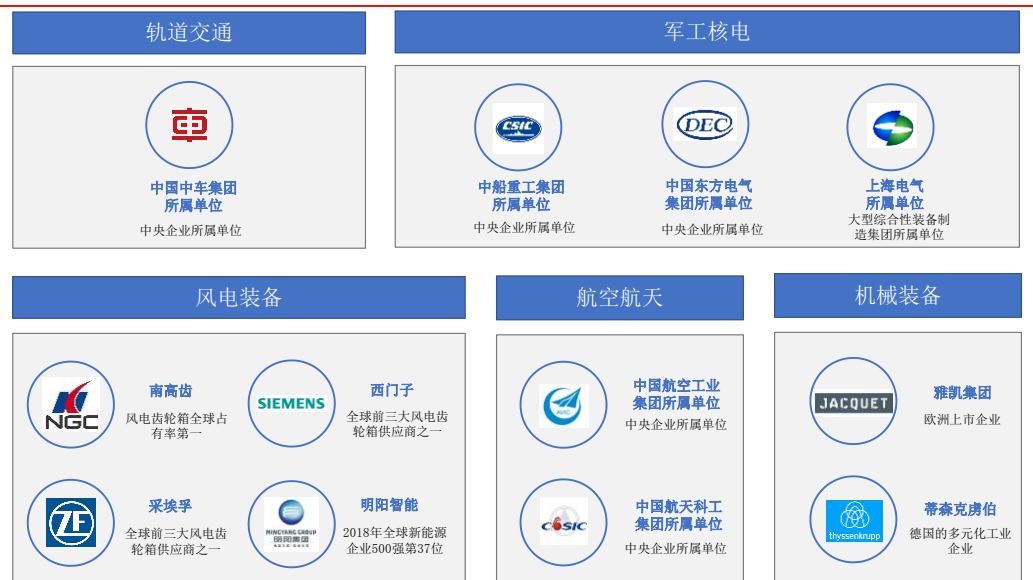 轨道交通
军工核电
CSIC
DEC
中国中车集团
所属单位
中央企业所属单位
中船重工集团
所属单位
中央企业所属单位
中国东方电气
集团所属单位
中央企业所属单位
上海电气
所属单位
大型综合性装备制
造集团所属单位
风电装备
航空航天
机械装备
NGC
南高齿
风电齿轮箱全球占
有率第一
SIEMENS
西门子
全球前三大风电齿
轮箱供应商之一
AVIC
中国航空工业
集团所属单位
中央企业所属单位
JACQUET
雅凯集团
欧洲上市企业
ZF
采埃孚
全球前三大风电齿
轮箱供应商之一
MINGYANG GROUP
明阳集团
明阳智能
2018年全球新能源
企业500强第37位
CASIC
中国航天科工
集团所属单位
中央企业所属单位
thyssenkrupp
蒂森克虏伯
德国的多元化工业
企业